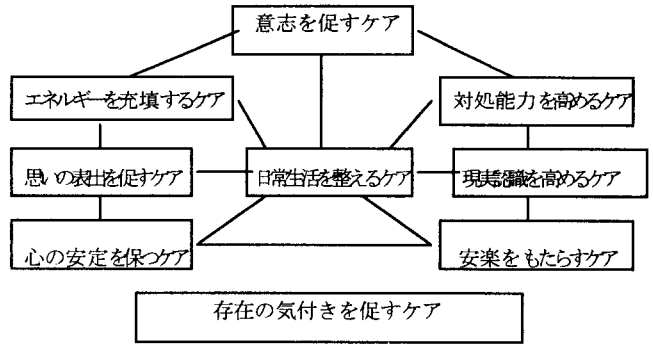 意志を促すケア
エネルギーを充填するケア
対処能力を高めるケア
思いの表出を促すケア
日常生活を整えるケア
現実認識を高めるケア
心の安定を保つケア
安楽をもたらすケア
存在の気付きを促すケア